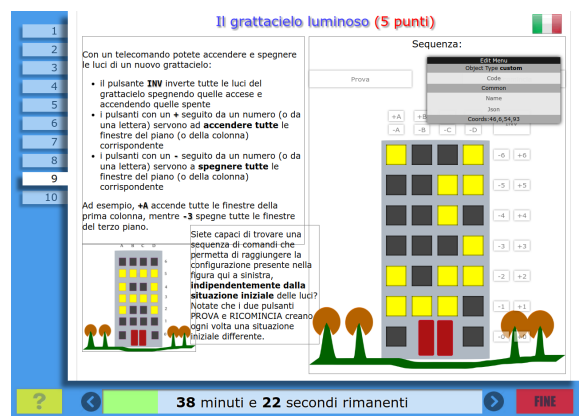 Il grattacielo luminoso (5 punti)
1
2
3
4
5
6
7
8
9
10
Con un telecomando potete accendere e spegnere
le luci di un nuovo grattacielo:
• il pulsante INV inverte tutte le luci del
grattacielo spegnendo quelle accese e
accendendo quelle spente
• i pulsanti con un + seguito da un numero (o da
una lettera) servono ad accendere tutte le
finestre del piano (o della colonna)
corrispondente
• i pulsanti con un - seguito da un numero (o da
una lettera) servono a spegnere tutte le
finestre del piano (o della colonna)
corrispondente
Ad esempio, +A accende tutte le finestre della
prima colonna, mentre -3 spegne tutte le finestre
del terzo piano.
A B C D
Siete capaci di trovare una
sequenza di comandi che
permetta di raggiungere la
configurazione presente nella
figura qui a sinistra,
indipendentemente dalla
situazione iniziale delle luci?
Notate che i due pulsanti
PROVA e RICOMINCIA creano
ogni volta una situazione
iniziale differente.
Sequenza:
Prova
Edit Menu
Object Type custom
Code
Common
Name
Json
Coords:46,6,54,93
+A
-A -B -C -D
-6 +6
-5 +5
-4 +4
-3 +3
-2 +2
-1 +1
?
38 minuti e 22 secondi rimanenti
FINE